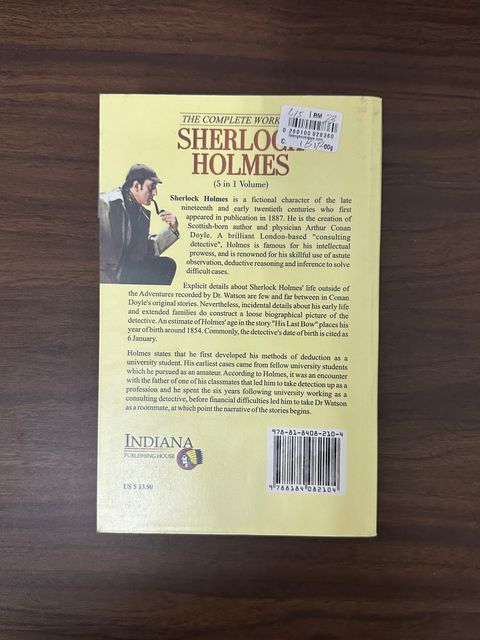 THE COMPLETE WORK
SHERLOCK
HOLMES
(5 in 1 Volume)
RM
0 260100 028360
00g
Sherlock Holmes is a fictional character of the late
nineteenth and early twentieth centuries who first
appeared in publication in 1887. He is the creation of
Scottish-born author and physician Arthur Conan
Doyle. A brilliant London-based "consulting
detective", Holmes is famous for his intellectual
prowess, and is renowned for his skillful use of astute
observation, deductive reasoning and inference to solve
difficult cases.
Explicit details about Sherlock Holmes' life outside of
the Adventures recorded by Dr. Watson are few and far between in Conan
Doyle's original stories. Nevertheless, incidental details about his early life
and extended families do construct a loose biographical picture of the
detective. An estimate of Holmes' age in the story "His Last Bow" places his
year of birth around 1854. Commonly, the detective's date of birth is cited as
6 January.
Holmes states that he first developed his methods of deduction as a
university student. His earliest cases came from fellow university students
which he pursued as an amateur. According to Holmes, it was an encounter
with the father of one of his classmates that led him to take detection up as a
profession and he spent the six years following university working as a
consulting detective, before financial difficulties led him to take Dr Watson
as a roommate, at which point the narrative of the stories begins.
INDIANA
PUBLISHING HOUSE
US $ 13.90
978-81-8408-210-4
9 788184 082104